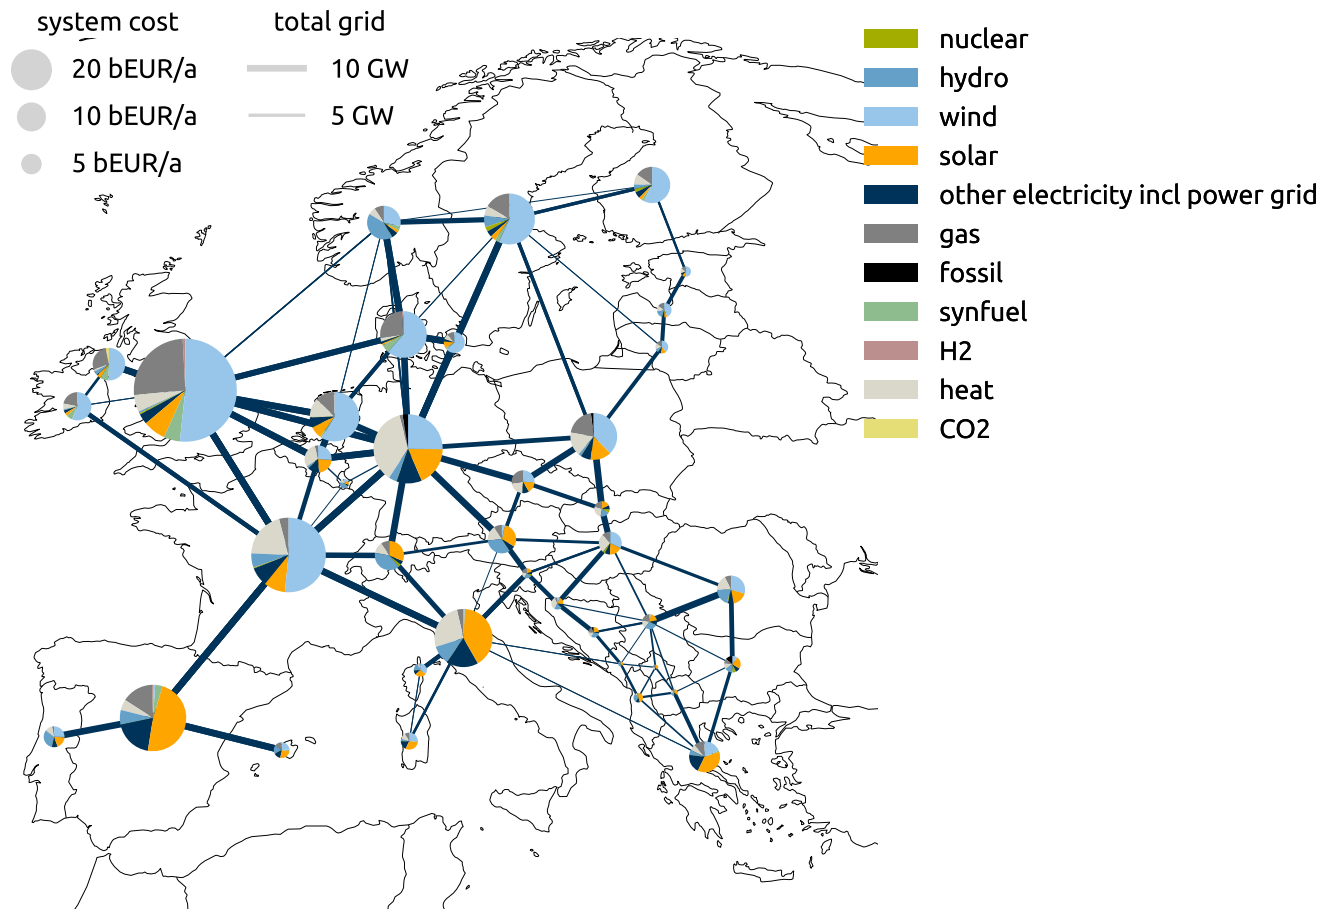 system cost
20 bEUR/a
10 bEUR/a
5 bEUR/a
total grid
10 GW
5 GW
nuclear
hydro
wind
solar
other electricity incl power grid
gas
fossil
synfuel
H2
heat
CO2